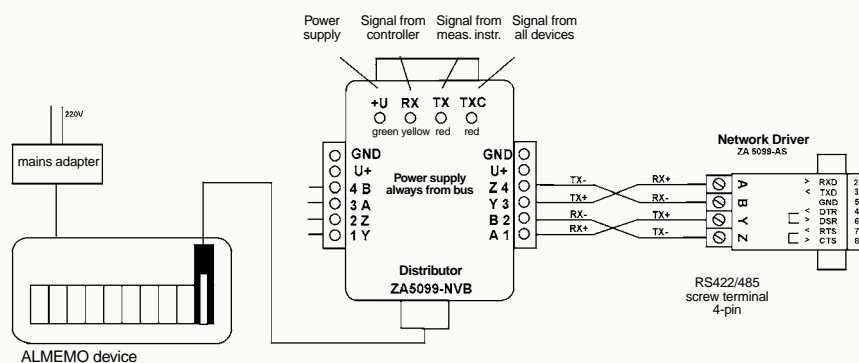 Power supply
Signal from controller
Signal from meas. instr.
Signal from all devices
+U RX TX TXC
green yellow red red
220V
mains adapter
GND
U+
4 B
3 A
2 Z
1 Y
Power supply
always from bus
GND
U+
Z 4
Y 3
B 2
A 1
Distributor
ZA5099-NVB
TX- RX+
TX+ RX-
RX- TX+
RX+ TX-
Network Driver
ZA 5099-AS
A
B
Y
Z
> RXD 2
< TXD 3
GND 5
< DTR 4
> DSR 6
< RTS 7
> CTS 8
RS422/485
screw terminal
4-pin
ALMEMO device